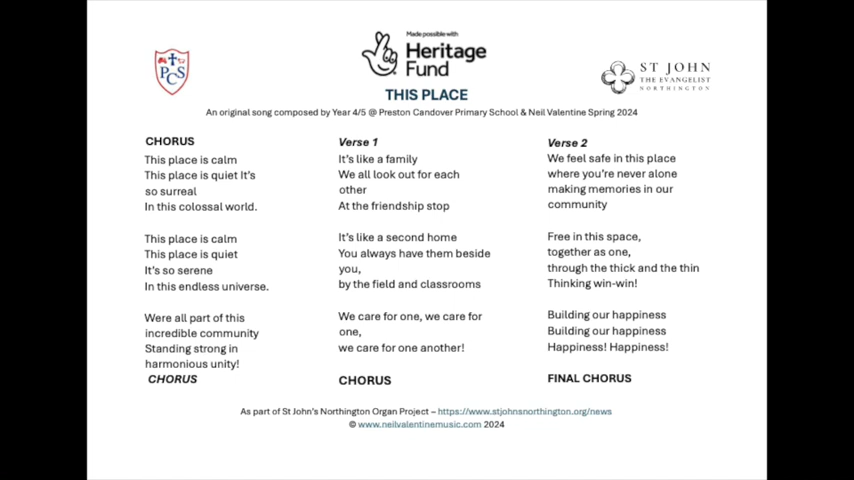 Made possible with
Heritage
Fund
PCS
ST JOHN
THE EVANGELIST
NORTHINGTON
THIS PLACE
An original song composed by Year 4/5 @ Preston Candover Primary School & Neil Valentine Spring 2024
CHORUS
This place is calm
This place is quiet It's
so surreal
In this colossal world.
This place is calm
This place is quiet
It's so serene
In this endless universe.
Were all part of this
incredible community
Standing strong in
harmonious unity!
CHORUS
Verse 1
It's like a family
We all look out for each
other
At the friendship stop
It's like a second home
You always have them beside
you,
by the field and classrooms
We care for one, we care for
one,
we care for one another!
CHORUS
Verse 2
We feel safe in this place
where you're never alone
making memories in our
community
Free in this space,
together as one,
through the thick and the thin
Thinking win-win!
Building our happiness
Building our happiness
Happiness! Happiness!
FINAL CHORUS
As part of St John's Northington Organ Project – https://www.stjohnsnorthington.org/news
© www.neilvalentinemusic.com 2024